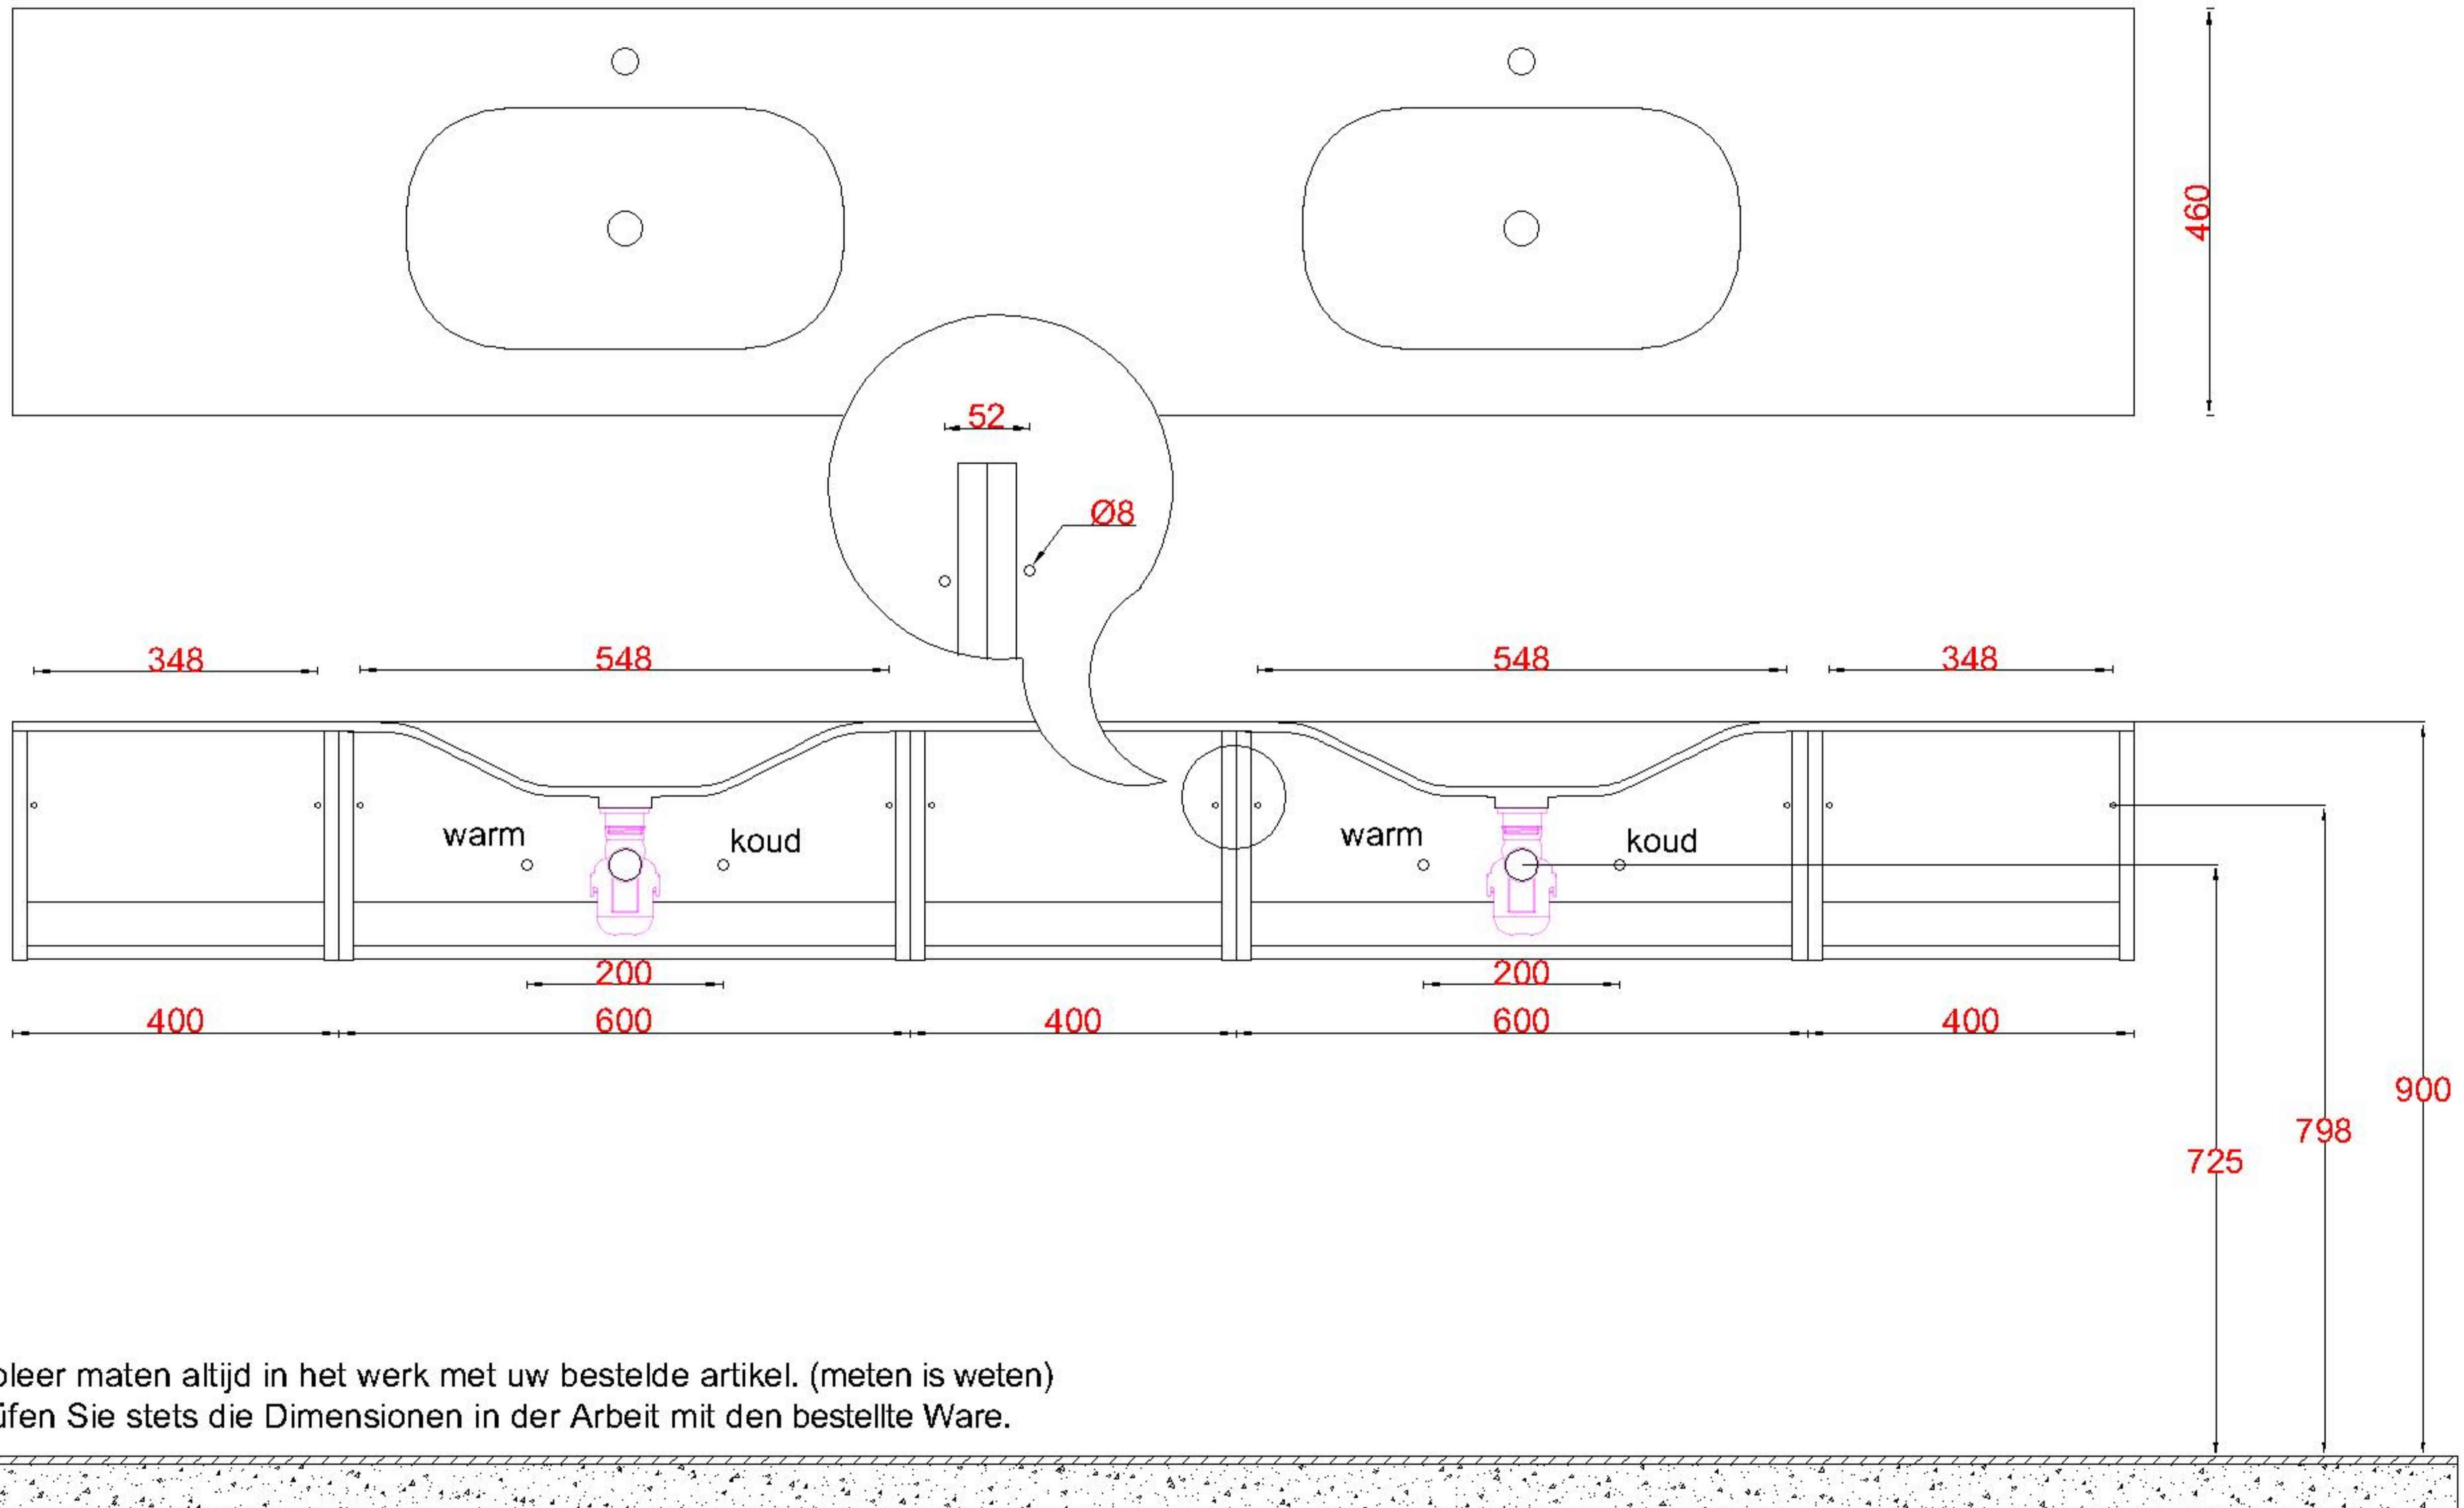 460
52
Ø8
348
548
548
348
warm
koud
warm
koud
200
200
400
600
400
600
400
900
798
725
oleer maten altijd in het werk met uw bestelde artikel. (meten is weten)
üfen Sie stets die Dimensionen in der Arbeit mit den bestellte Ware.